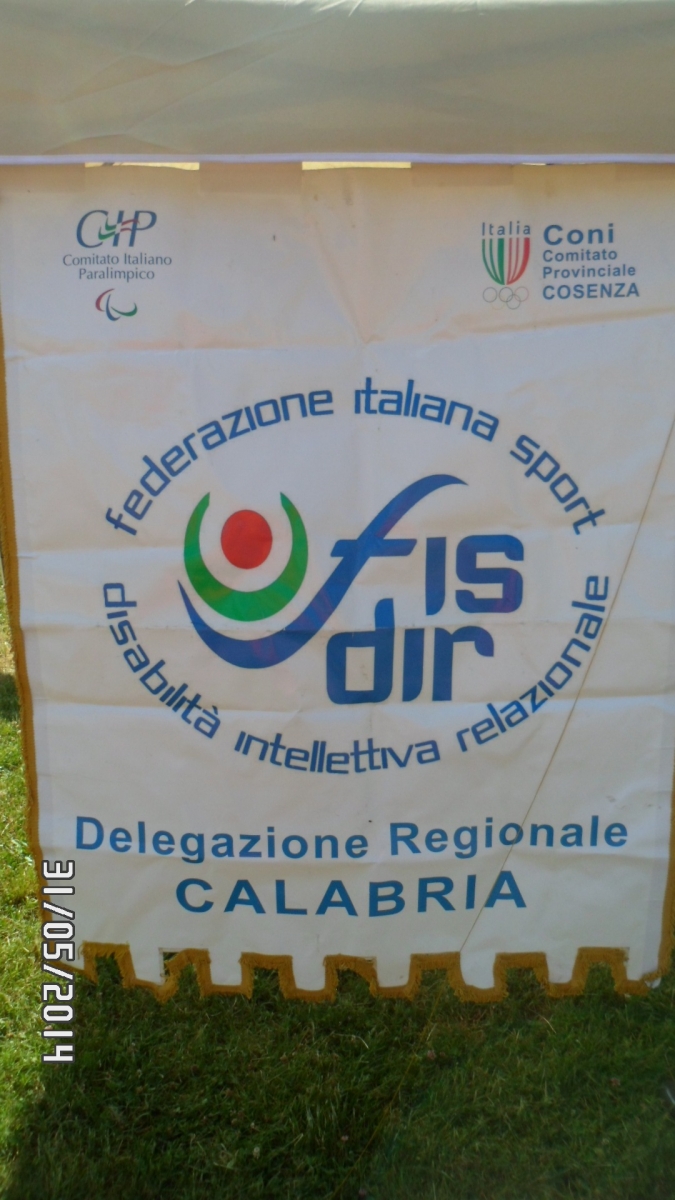 CIP
Comitato Italiano
Paralimpico
Italia
Coni
Comitato
Provinciale
COSENZA
federazione italiana sport
fis
dir
disabilità intellettiva relazionale
Delegazione Regionale
CALABRIA
31/05/2014